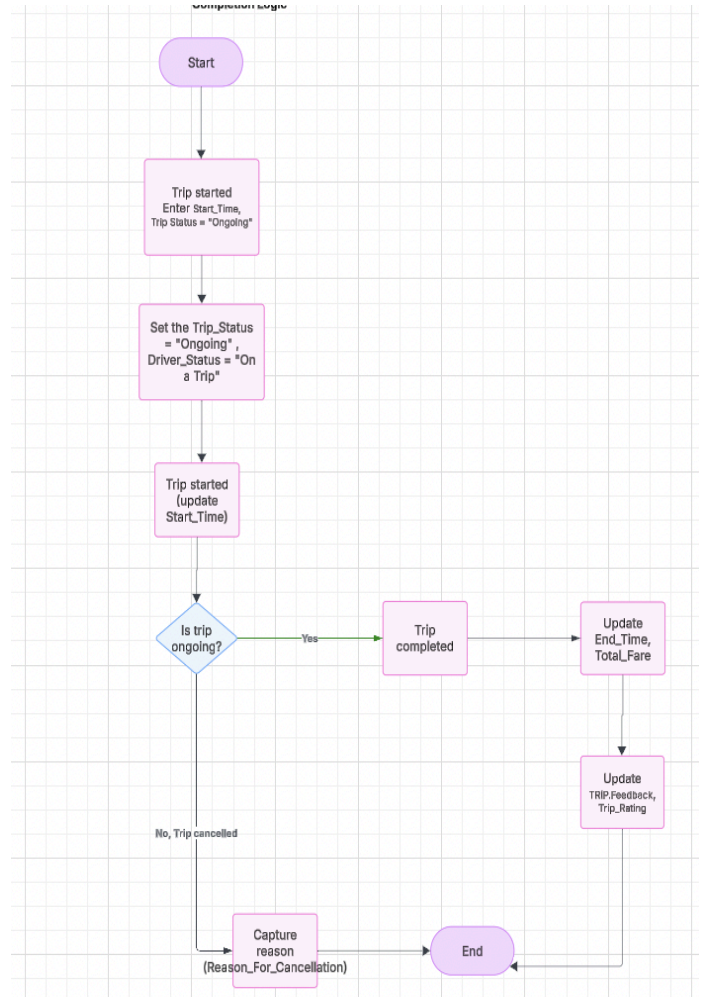 Completion Logic
Start
Trip started
Enter Start_Time,
Trip Status = "Ongoing"
Set the Trip_Status
= "Ongoing" ,
Driver_Status = "On
a Trip"
Trip started
(update
Start_Time)
Is trip
ongoing?
Yes
Trip
completed
Update
End_Time,
Total_Fare
Update
TRIP.Feedback,
Trip_Rating
No, Trip cancelled
Capture
reason
(Reason_For_Cancellation)
End